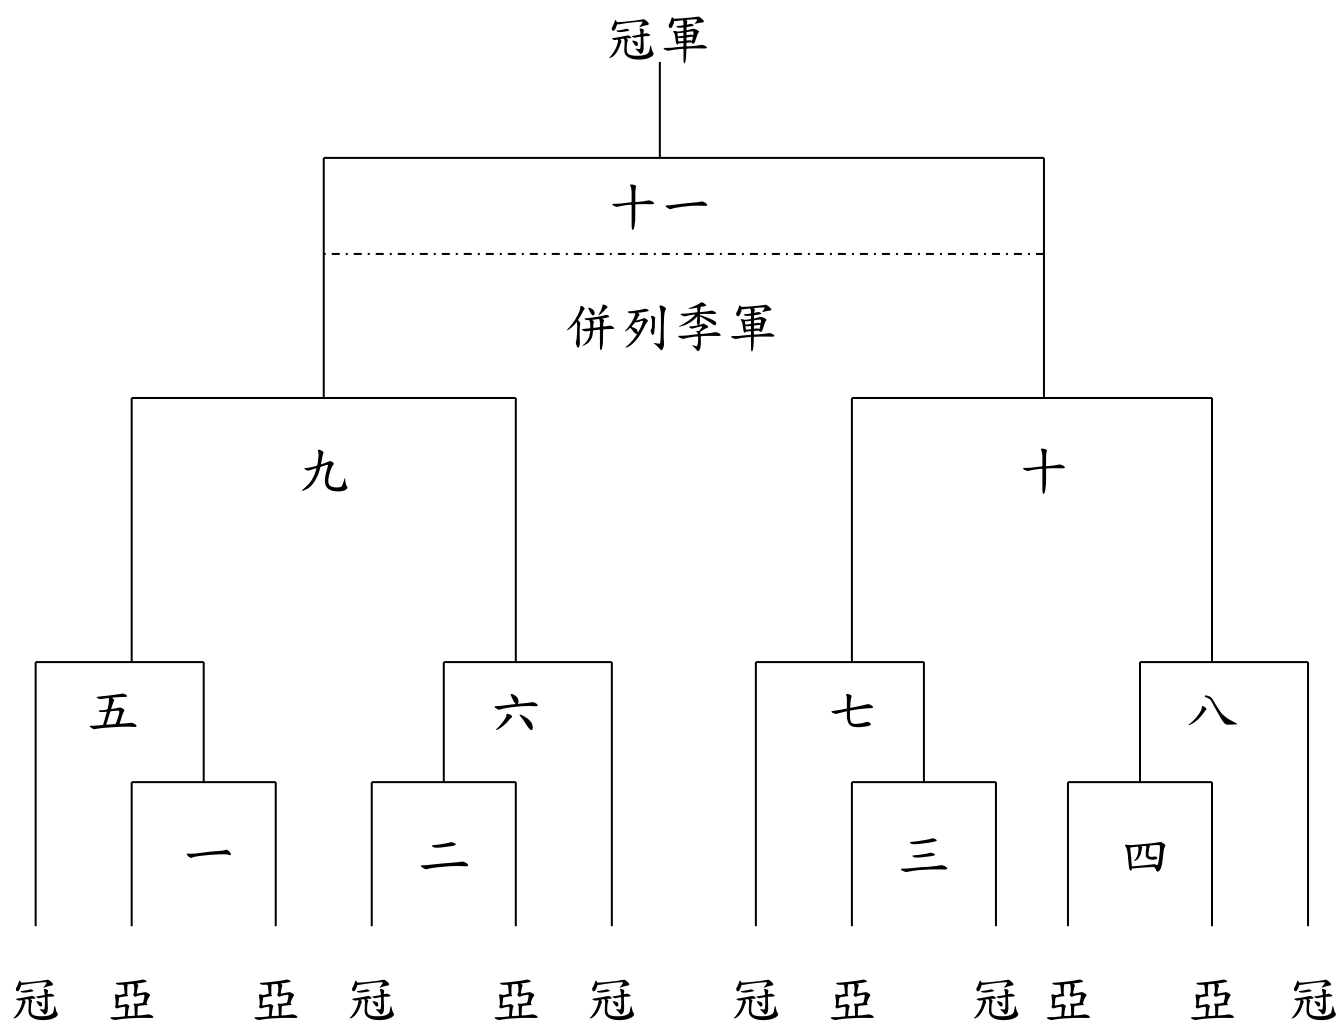 冠軍
十一
併列季軍
九 十
五 六 七 八
一 二 三 四
冠 亞 亞 冠 亞 冠 冠 亞 冠 亞 亞 冠